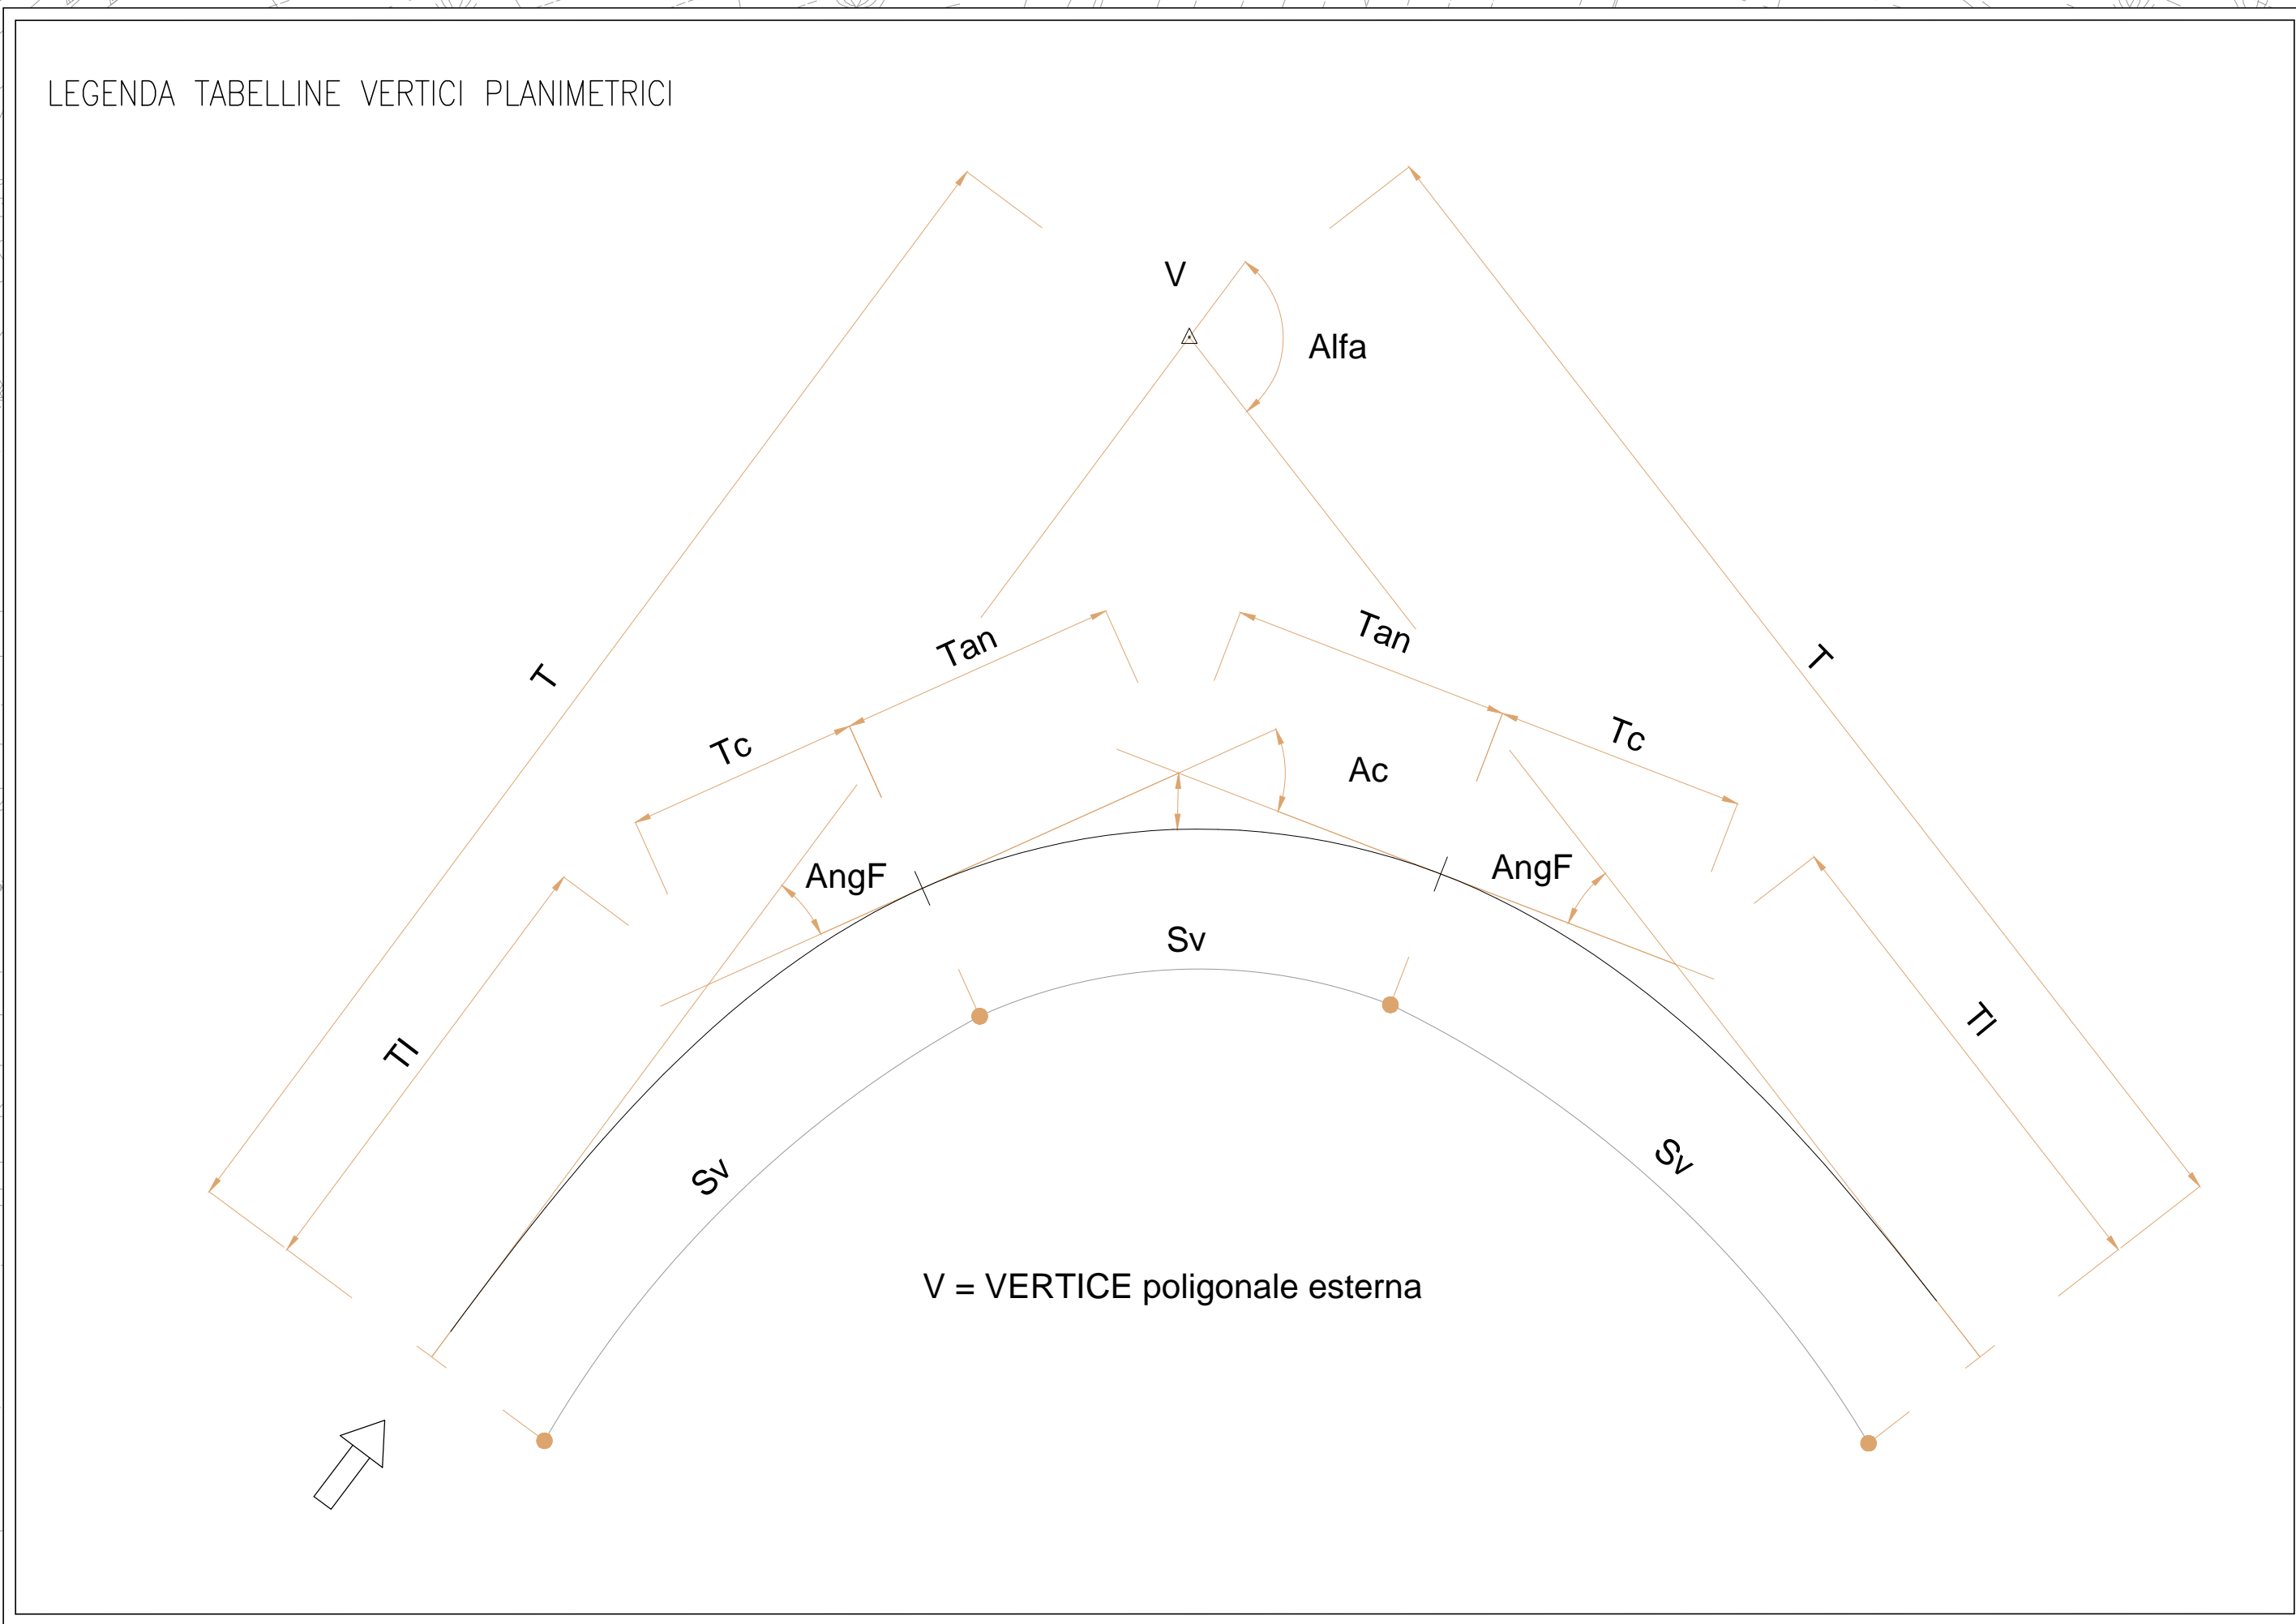 LEGENDA TABELLINE VERTICI PLANIMETRICI
V
Alfa
T
Tan
Tan
T
Tc
Tc
Ac
AngF
AngF
Sv
Tl
Tl
Sv
Sv
V = VERTICE poligonale esterna